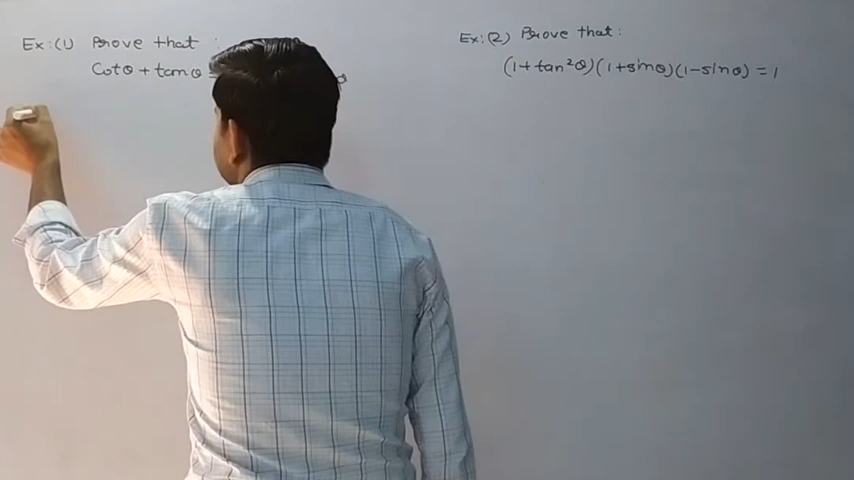 Ex:(1) Prove that:
cotθ + tanθ =
Ex:(2) Prove that:
(1+tan²θ)(1+sinθ)(1-sinθ) = 1